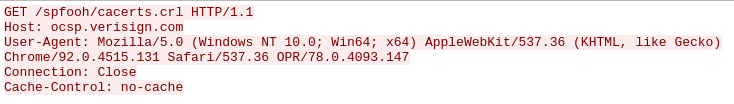 GET /spfooh/cacerts.crl HTTP/1.1
Host: ocsp.verisign.com
User-Agent: Mozilla/5.0 (Windows NT 10.0; Win64; x64) AppleWebKit/537.36 (KHTML, like Gecko)
Chrome/92.0.4515.131 Safari/537.36 OPR/78.0.4093.147
Connection: Close
Cache-Control: no-cache